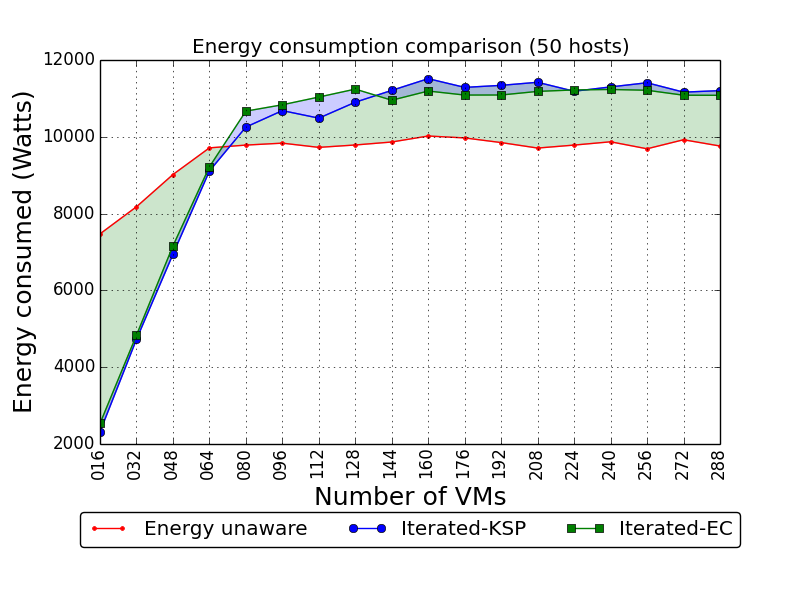 Energy consumption comparison (50 hosts)
Energy consumed (Watts)
12000
10000
8000
6000
4000
2000
016 032 048 064 080 096 112 128 144 160 176 192 208 224 240 256 272 288
Number of VMs
Energy unaware Iterated-KSP Iterated-EC